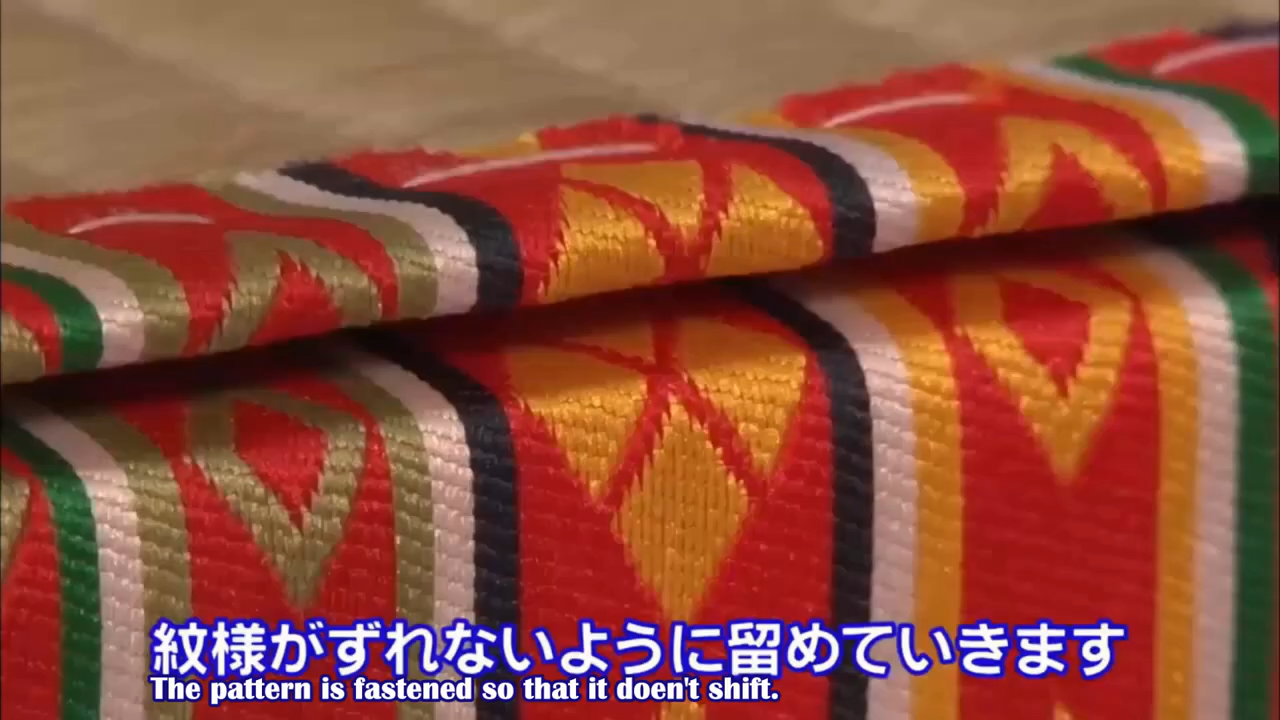 紋様がずれないように留めていきます
The pattern is fastened so that it doen't shift.